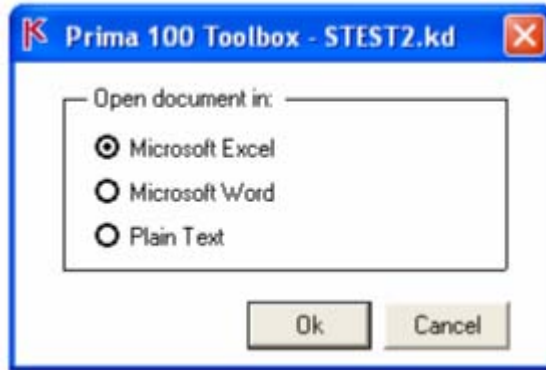 Prima 100 Toolbox - STEST2.kd
Open document in:
Microsoft Excel
Microsoft Word
Plain Text
Ok Cancel